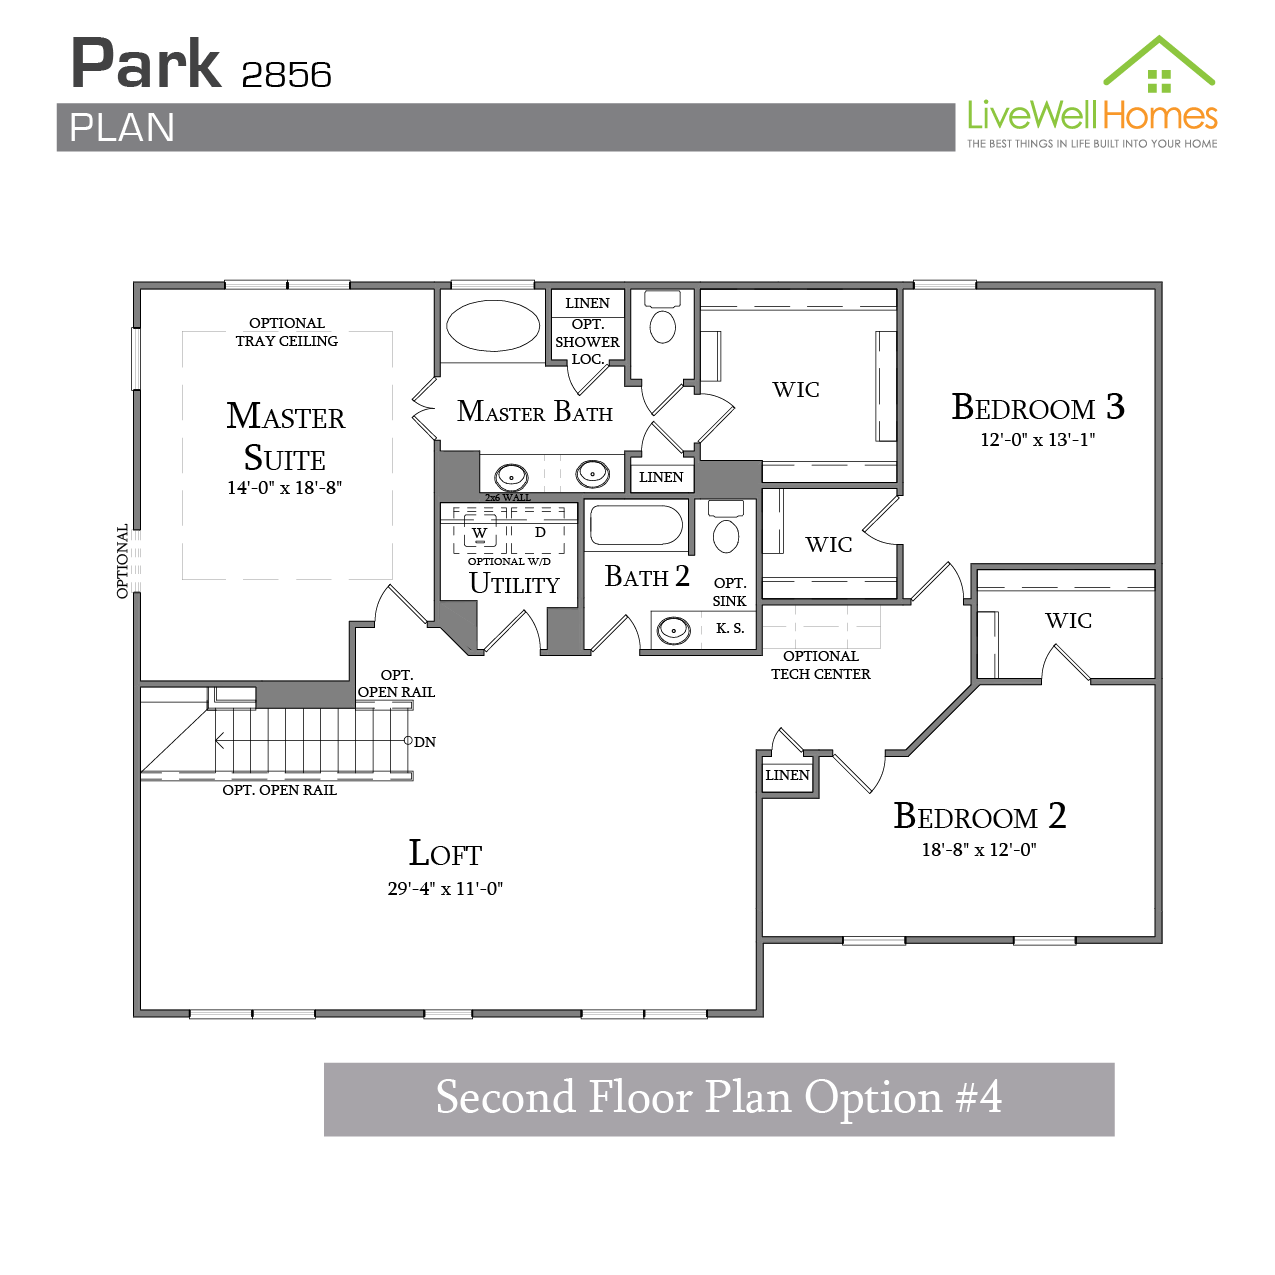 Park 2856
PLAN
LiveWell Homes
THE BEST THINGS IN LIFE BUILT INTO YOUR HOME
OPTIONAL
TRAY CEILING
MASTER
SUITE
14'-0" x 18'-8"
OPTIONAL
LINEN
OPT.
SHOWER
LOC.
MASTER BATH
LINEN
WIC
BEDROOM 3
12'-0" x 13'-1"
2x6 WALL
W
D
OPTIONAL W/D
UTILITY
BATH 2
OPT.
SINK
K. S.
WIC
WIC
OPTIONAL
TECH CENTER
OPT.
OPEN RAIL
DN
OPT. OPEN RAIL
LINEN
BEDROOM 2
18'-8" x 12'-0"
LOFT
29'-4" x 11'-0"
Second Floor Plan Option #4